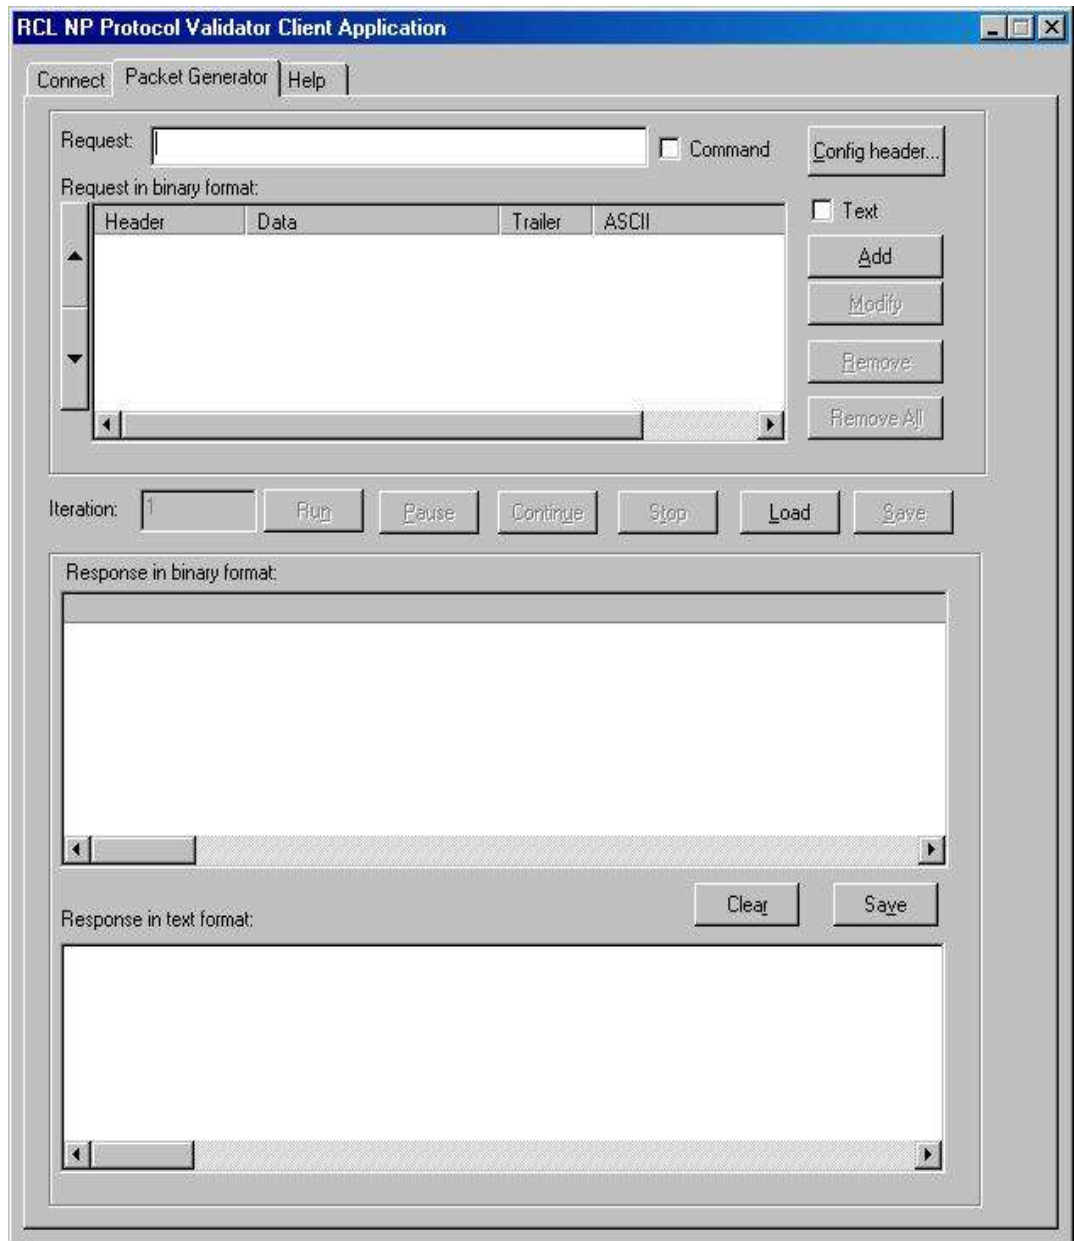 RCL NP Protocol Validator Client Application
Connect Packet Generator Help
Request: Command Config header...
Request in binary format:
Text
Header Data Trailer ASCII
Add
Modify
Remove
Remove All
Iteration: 1 Run Pause Continue Stop Load Save
Response in binary format:
Clear Save
Response in text format: